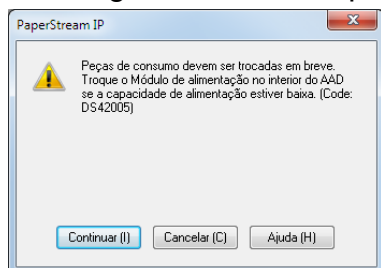 PaperStream IP
Peças de consumo devem ser trocadas em breve.
Troque o Módulo de alimentação no interior do AAD
se a capacidade de alimentação estiver baixa. (Code:
DS42005)
Continuar (I)
Cancelar (C)
Ajuda (H)